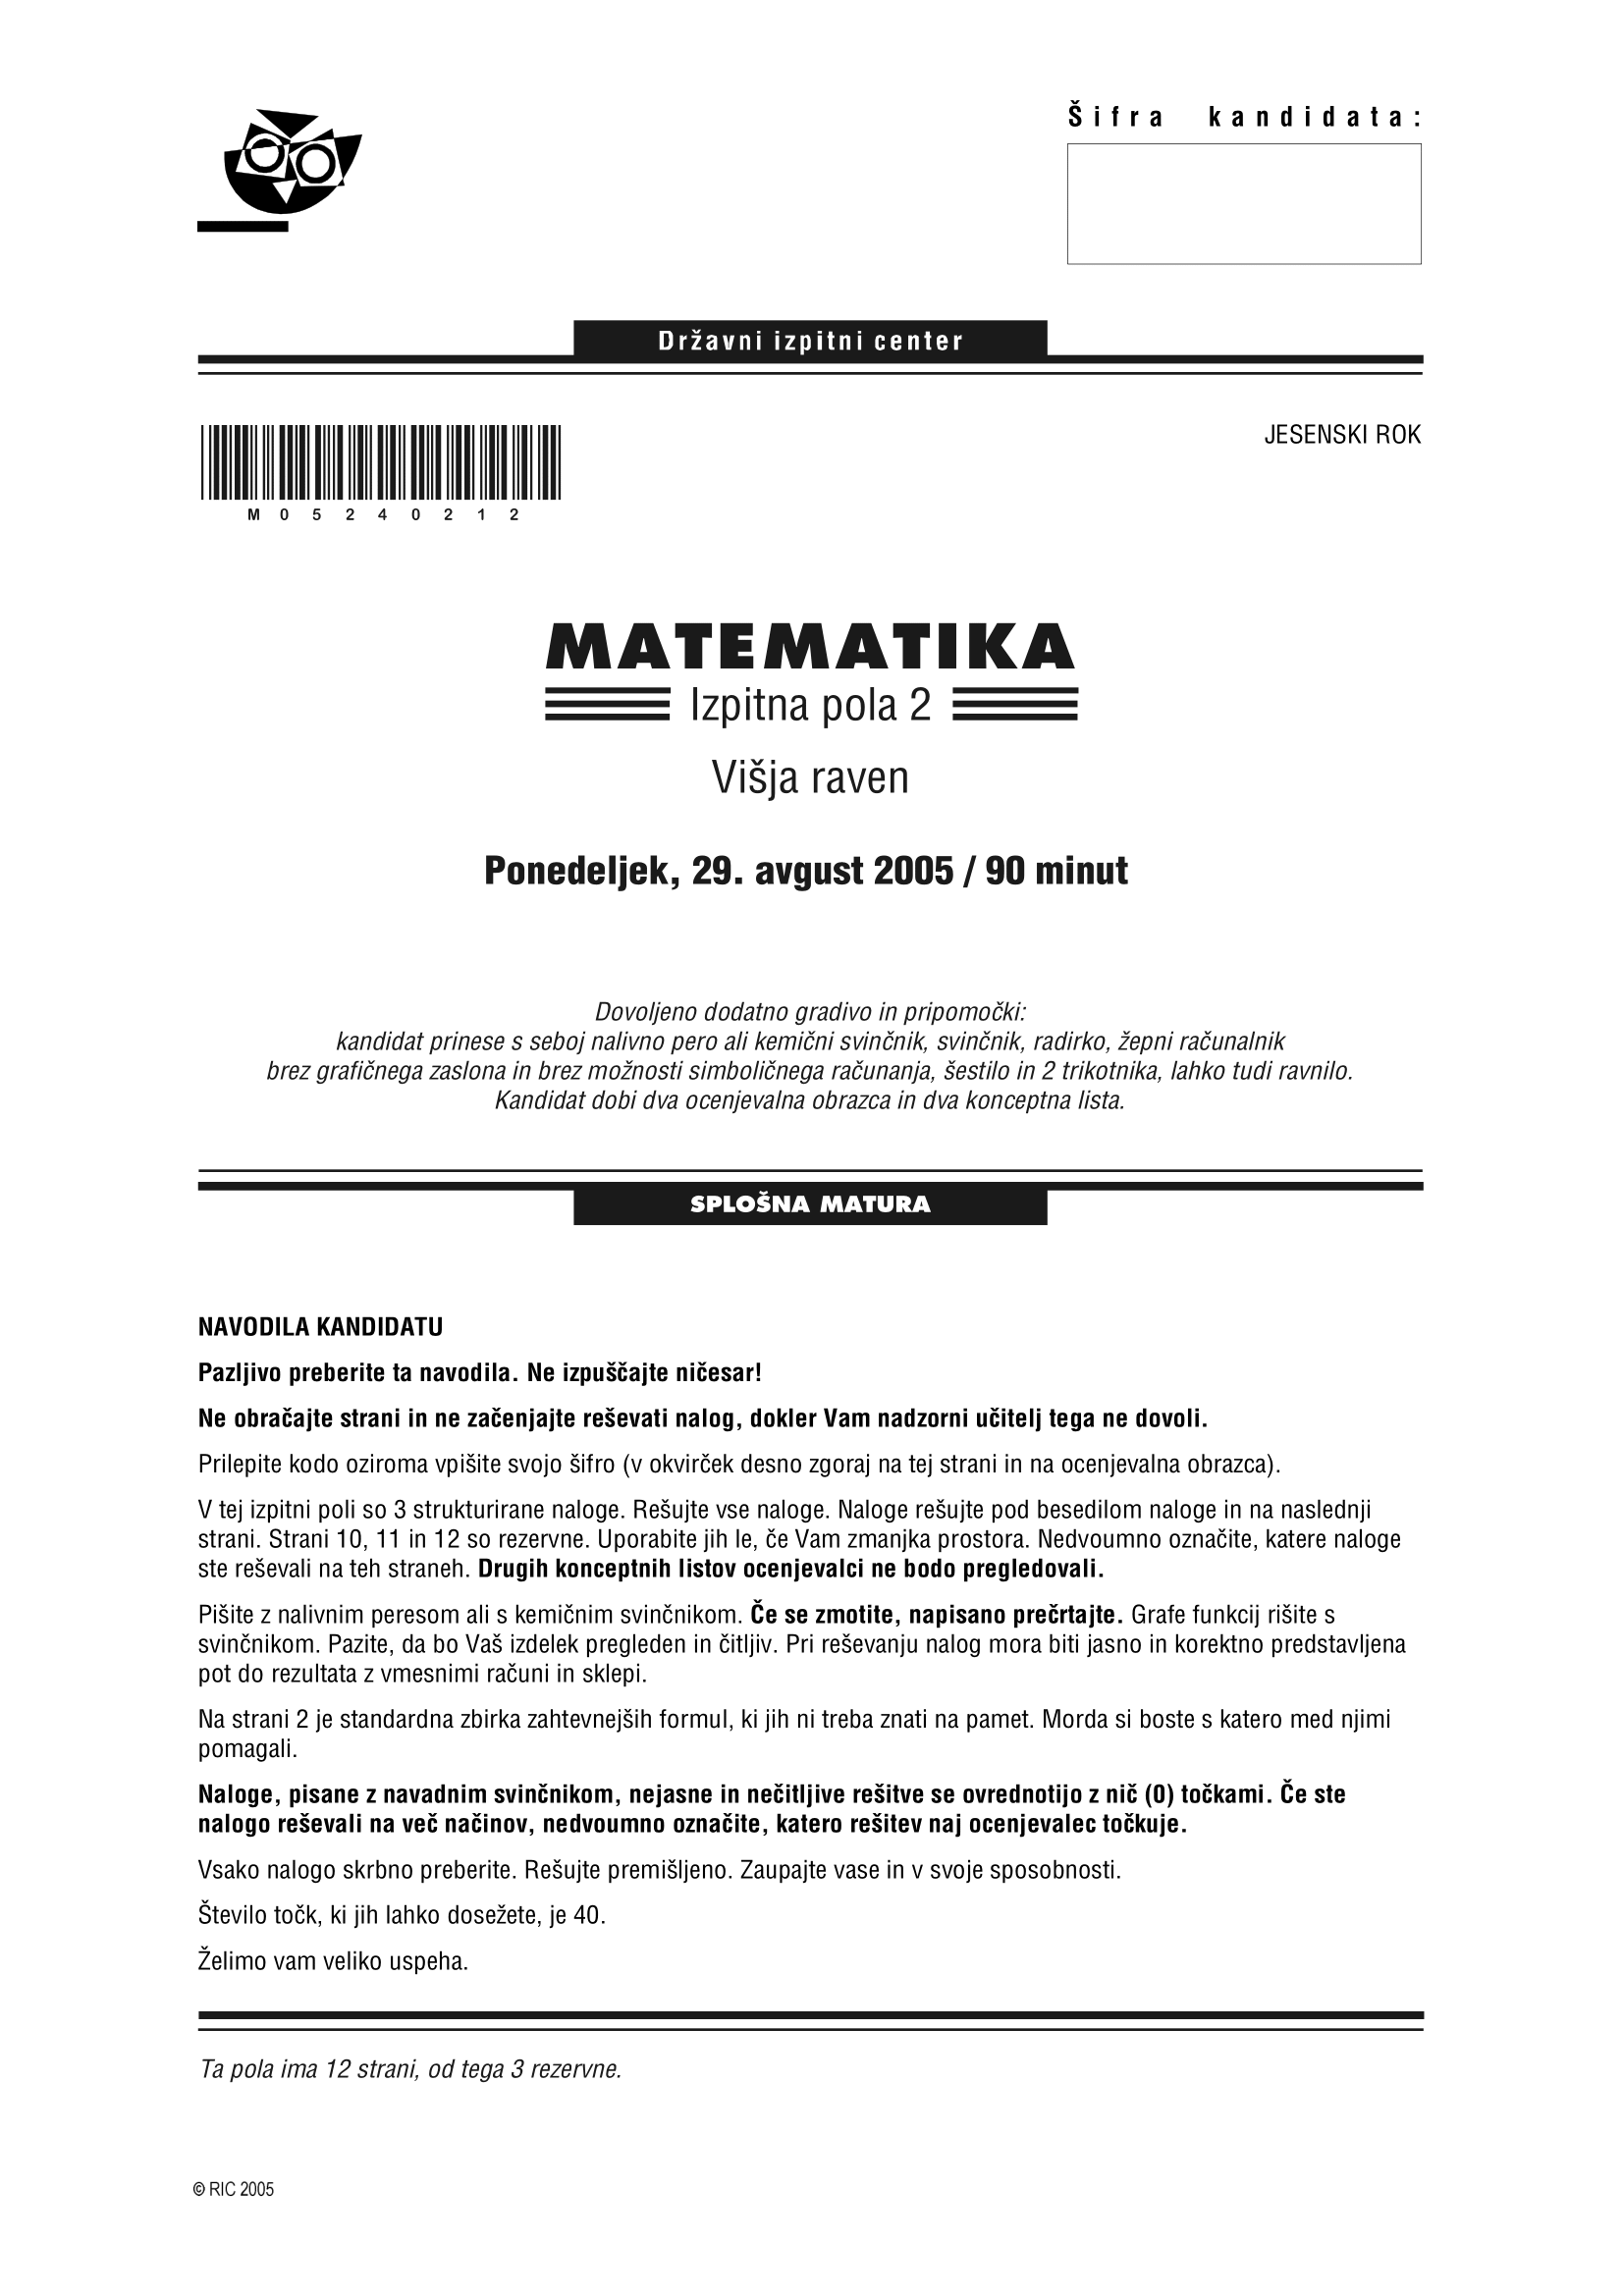 Šifra kandidata:
Državni izpitni center
JESENSKI ROK
M 0 5 2 4 0 2 1 2
MATEMATIKA
Izpitna pola 2
Višja raven
Ponedeljek, 29. avgust 2005 / 90 minut
Dovoljeno dodatno gradivo in pripomočki:
kandidat prinese s seboj nalivno pero ali kemični svinčnik, svinčnik, radirko, žepni računalnik
brez grafičnega zaslona in brez možnosti simboličnega računanja, šestilo in 2 trikotnika, lahko tudi ravnilo.
Kandidat dobi dva ocenjevalna obrazca in dva konceptna lista.
SPLOŠNA MATURA
NAVODILA KANDIDATU
Pazljivo preberite ta navodila. Ne izpuščajte ničesar!
Ne obračajte strani in ne začenjajte reševati nalog, dokler Vam nadzorni učitelj tega ne dovoli.
Prilepite kodo oziroma vpišite svojo šifro (v okvirček desno zgoraj na tej strani in na ocenjevalna obrazca).
V tej izpitni poli so 3 strukturirane naloge. Rešujte vse naloge. Naloge rešujte pod besedilom naloge in na naslednji
strani. Strani 10, 11 in 12 so rezervne. Uporabite jih le, če Vam zmanjka prostora. Nedvoumno označite, katere naloge
ste reševali na teh straneh. Drugih konceptnih listov ocenjevalci ne bodo pregledovali.
Pišite z nalivnim peresom ali s kemičnim svinčnikom. Če se zmotite, napisano prečrtajte. Grafe funkcij rišite s
svinčnikom. Pazite, da bo Vaš izdelek pregleden in čitljiv. Pri reševanju nalog mora biti jasno in korektno predstavljena
pot do rezultata z vmesnimi računi in sklepi.
Na strani 2 je standardna zbirka zahtevnejših formul, ki jih ni treba znati na pamet. Morda si boste s katero med njimi
pomagali.
Naloge, pisane z navadnim svinčnikom, nejasne in nečitljive rešitve se ovrednotijo z nič (0) točkami. Če ste
nalogo reševali na več načinov, nedvoumno označite, katero rešitev naj ocenjevalec točkuje.
Vsako nalogo skrbno preberite. Rešujte premišljeno. Zaupajte vase in v svoje sposobnosti.
Število točk, ki jih lahko dosežete, je 40.
Želimo vam veliko uspeha.
Ta pola ima 12 strani, od tega 3 rezervne.
© RIC 2005